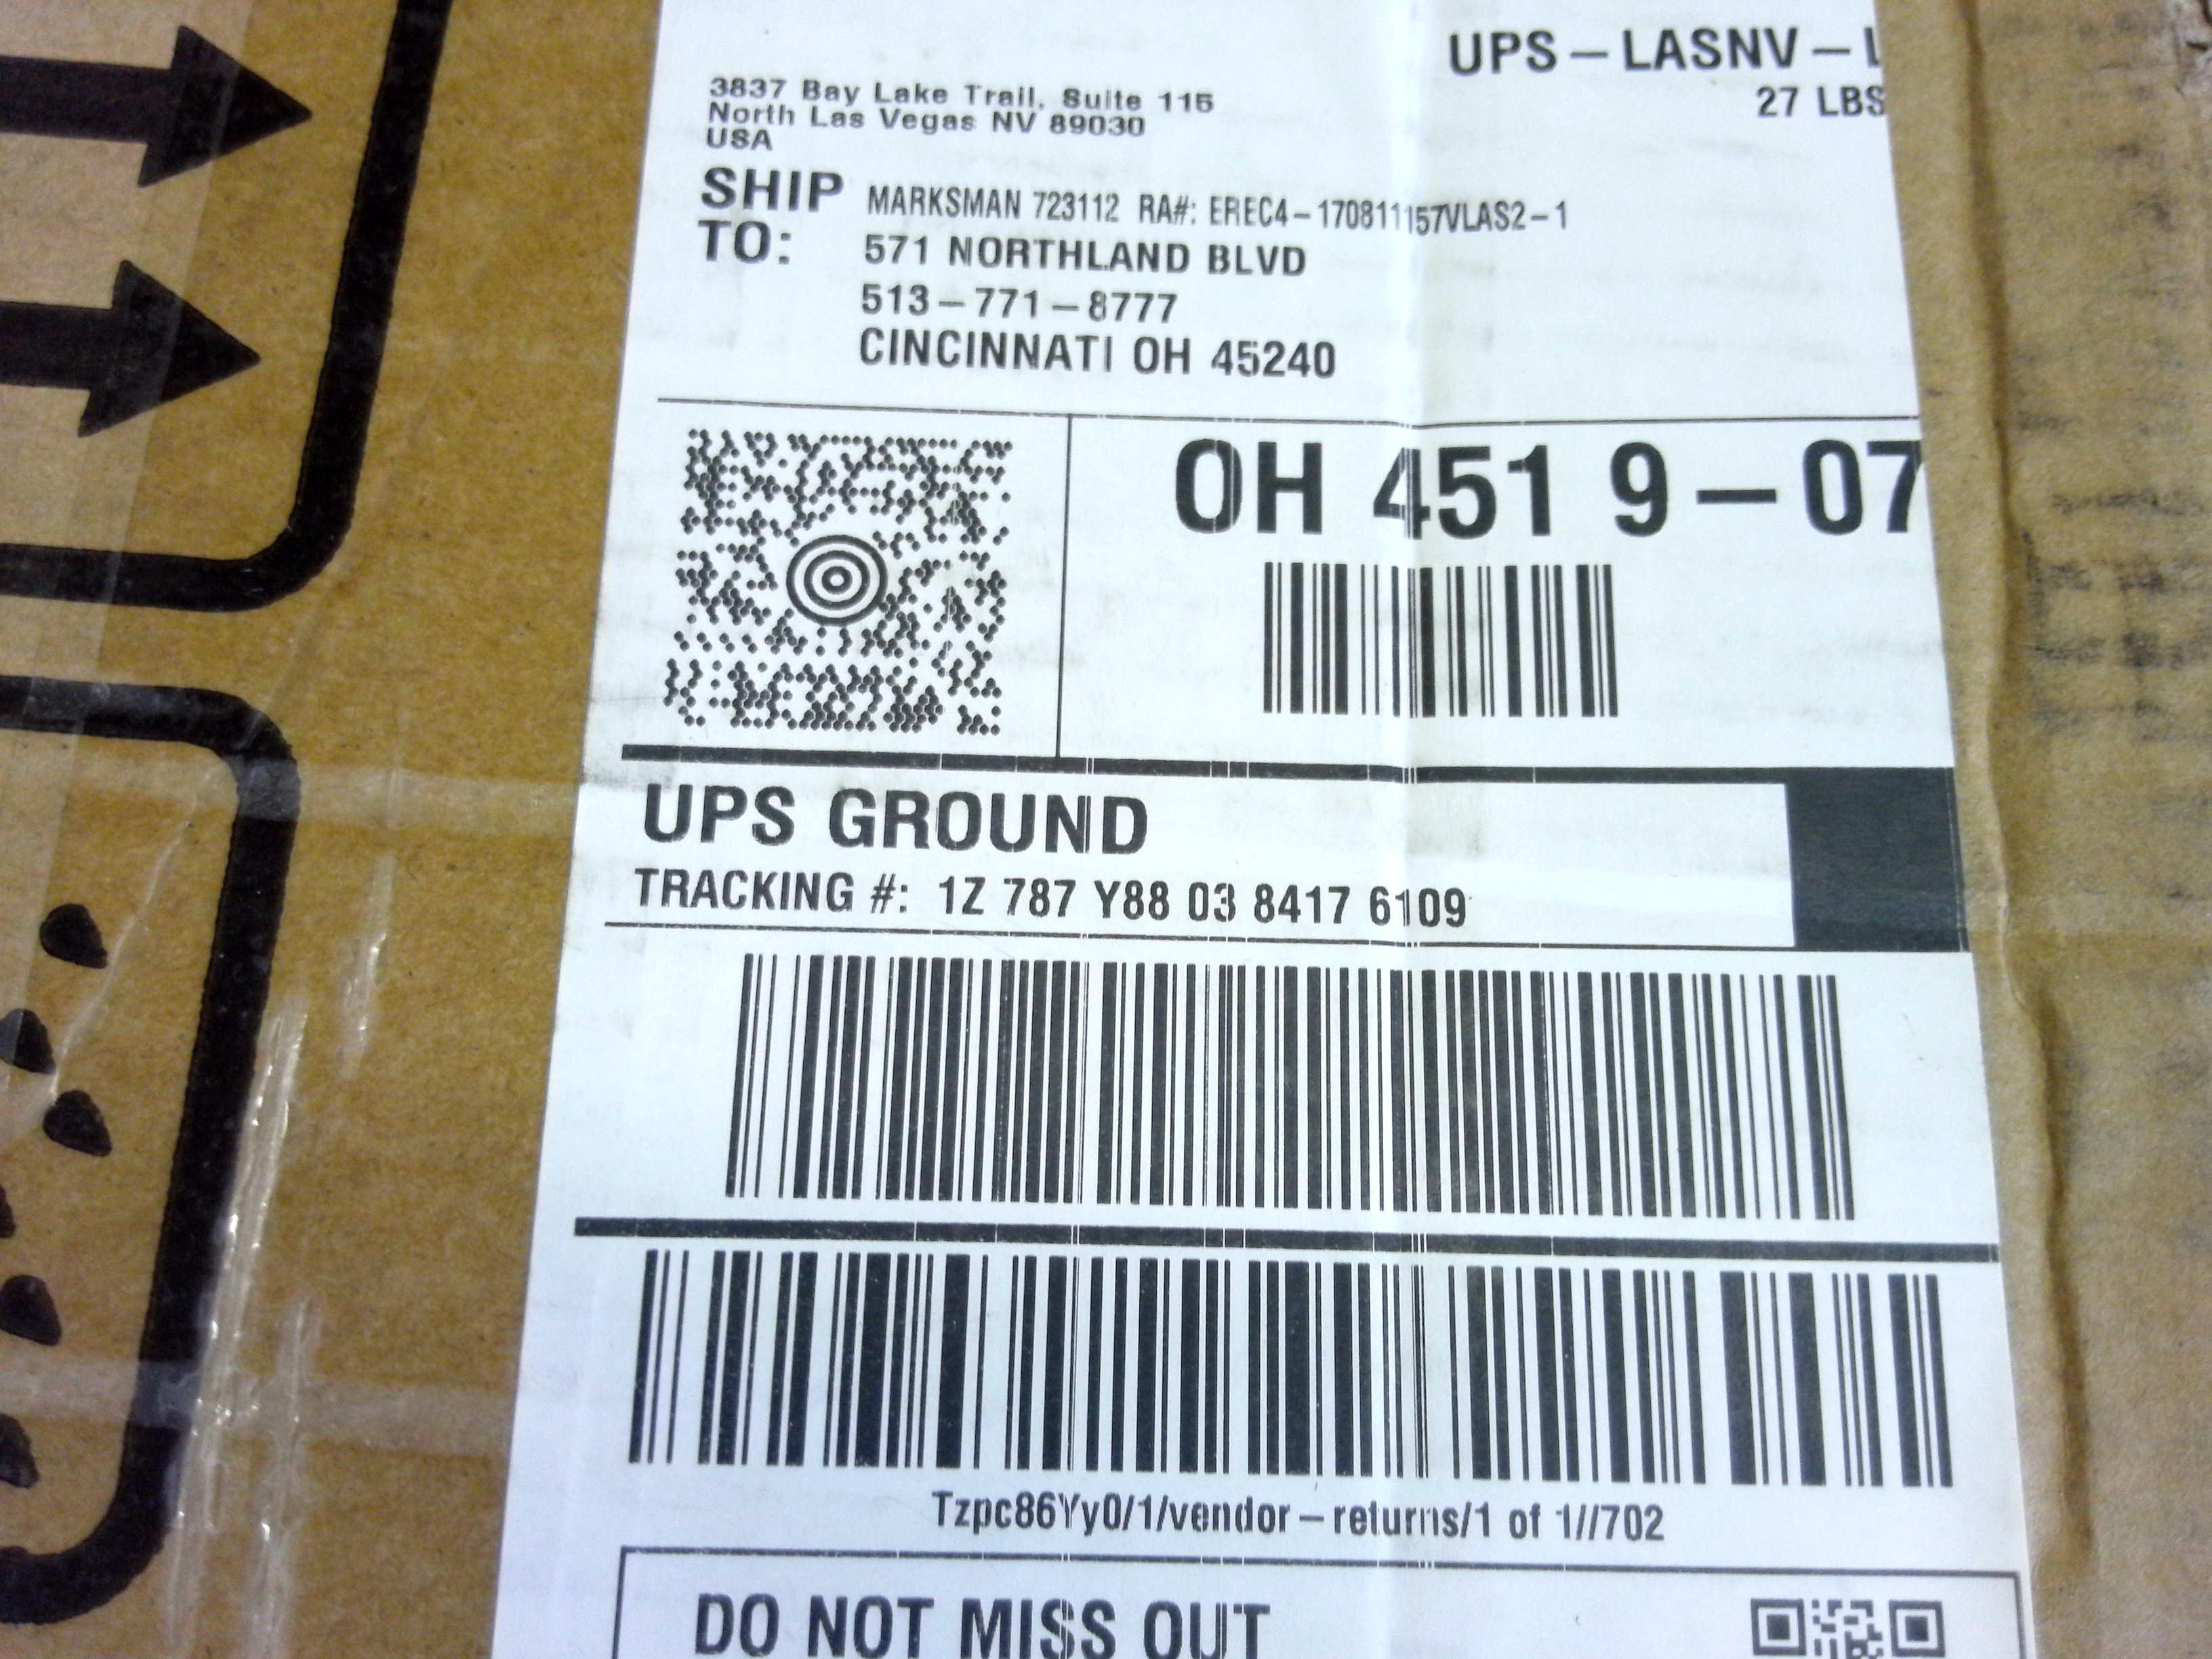 UPS – LASNV –
27 LBS
3837 Bay Lake Trail, Suite 115
North Las Vegas NV 89030
USA
SHIP TO:
MARKSMAN 723112 RA#: EREC4-170811157VLAS2-1
571 NORTHLAND BLVD
513-771-8777
CINCINNATI OH 45240
OH 451 9-07
UPS GROUND
TRACKING #: 1Z 787 Y88 03 8417 6109
Tzpc86Yy0/1/vendor-returns/1 of 1//702
DO NOT MISS OUT